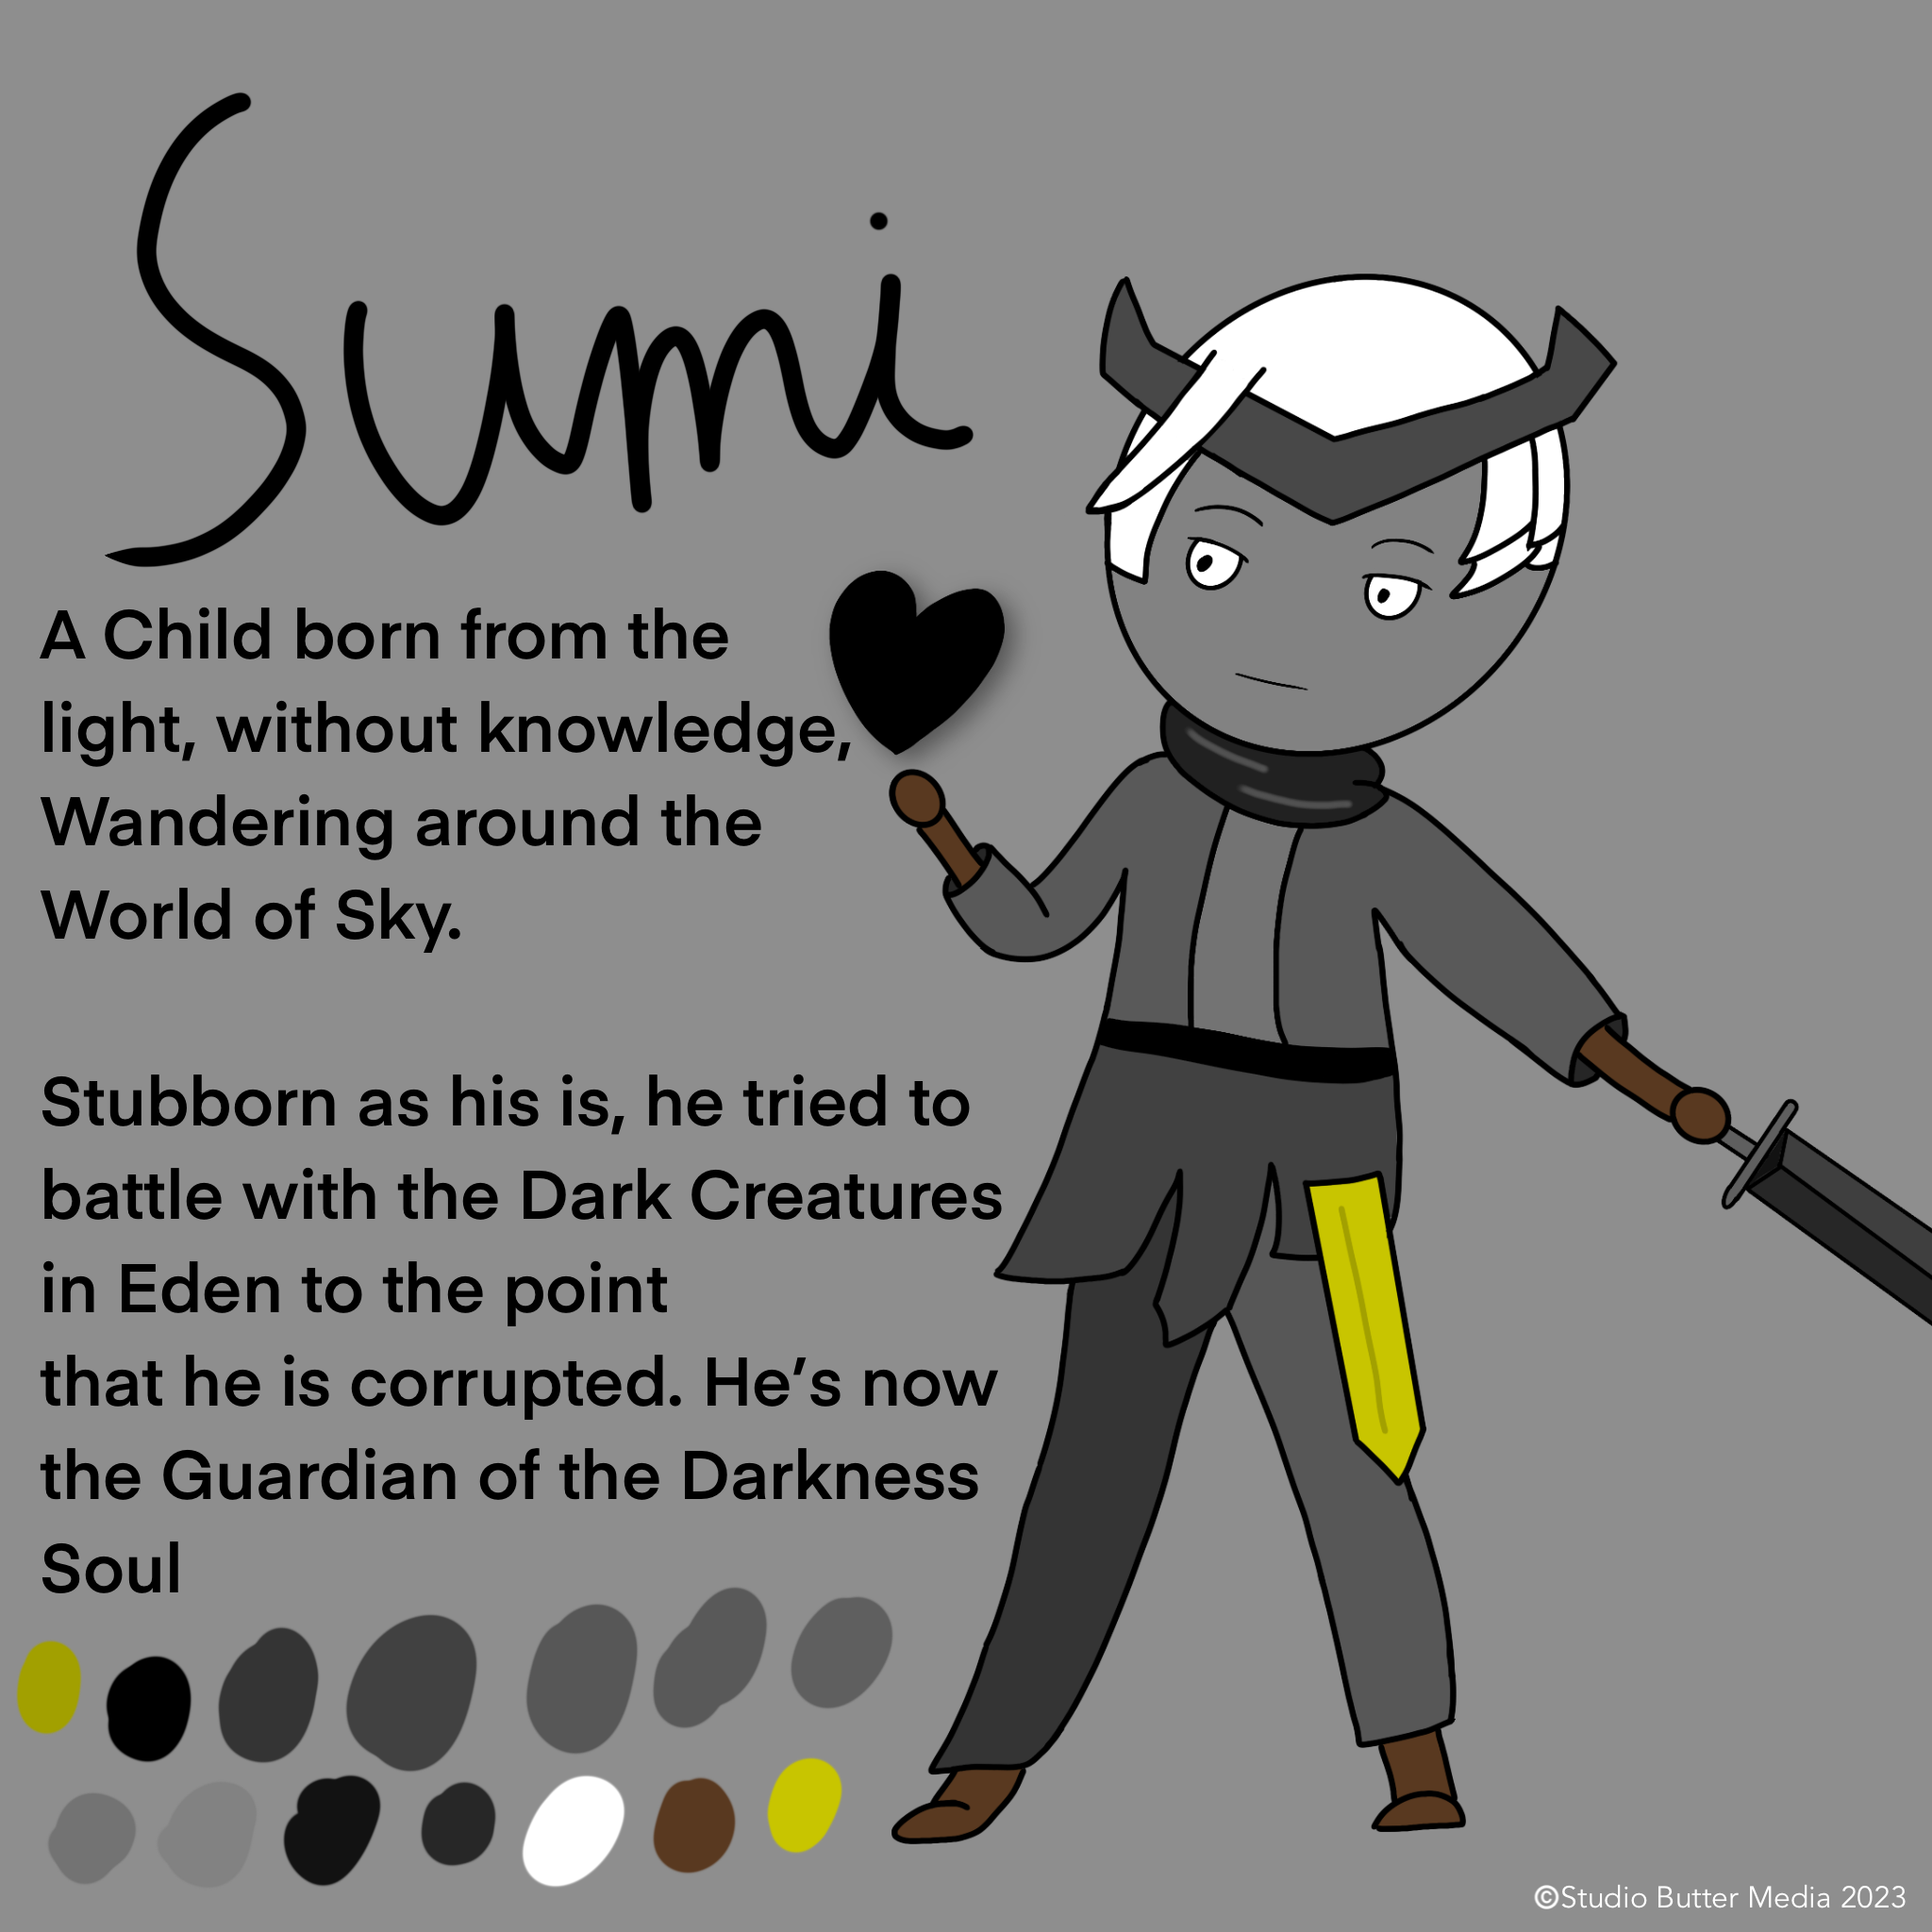 Sumi
A Child born from the
light, without knowledge,
Wandering around the
World of Sky.
Stubborn as his is, he tried to
battle with the Dark Creatures
in Eden to the point
that he is corrupted. He’s now
the Guardian of the Darkness
Soul
©Studio Butter Media 2023